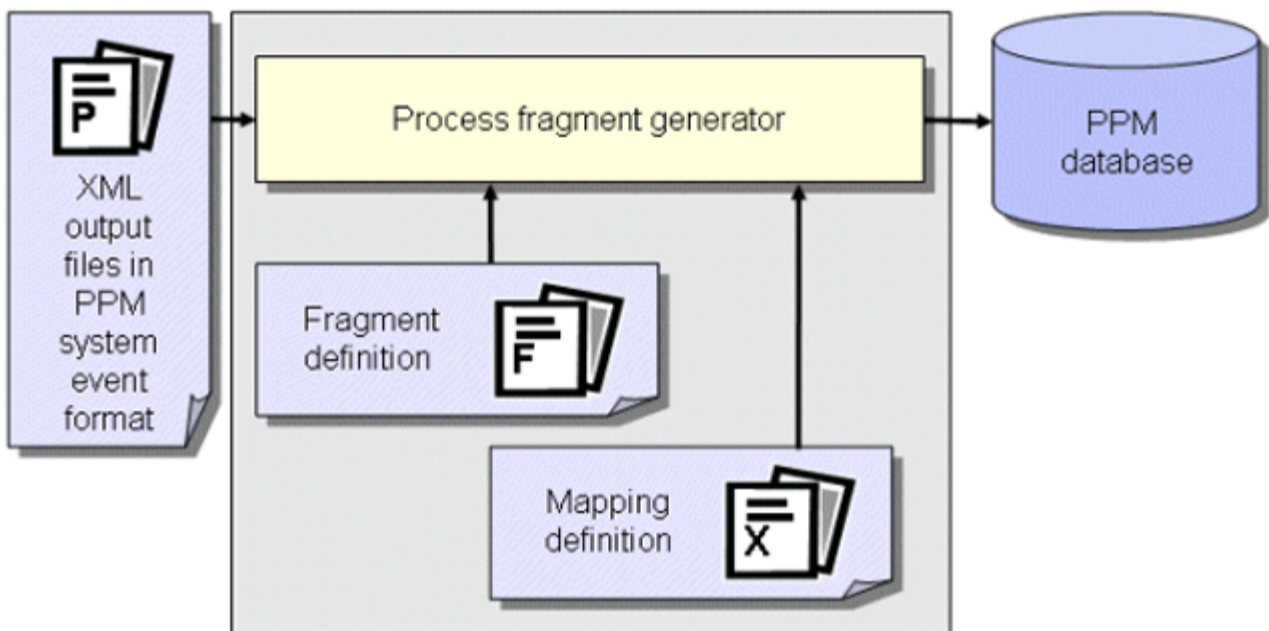 P
XML
output
files in
PPM
system
event
format
Process fragment generator
PPM
database
Fragment
definition
F
Mapping
definition
X